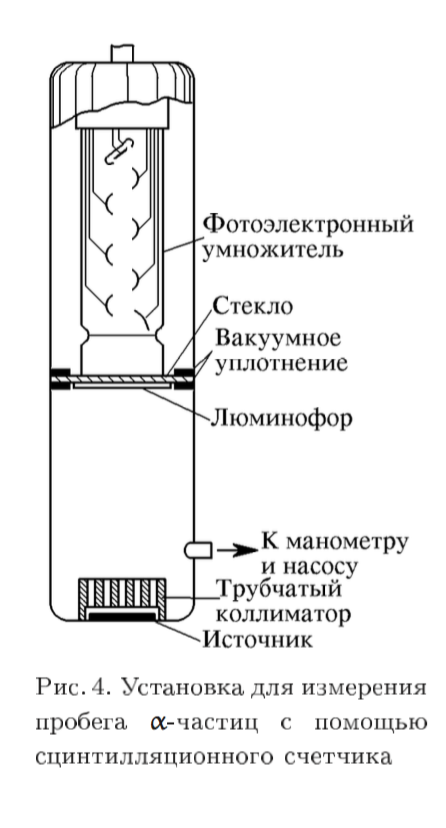 Фотоэлектронный
умножитель
Стекло
Вакуумное
уплотнение
Люминофор
К манометру
и насосу
Трубчатый
коллиматор
Источник
Рис. 4. Установка для измерения
пробега α-частиц с помощью
сцинтилляционного счетчика